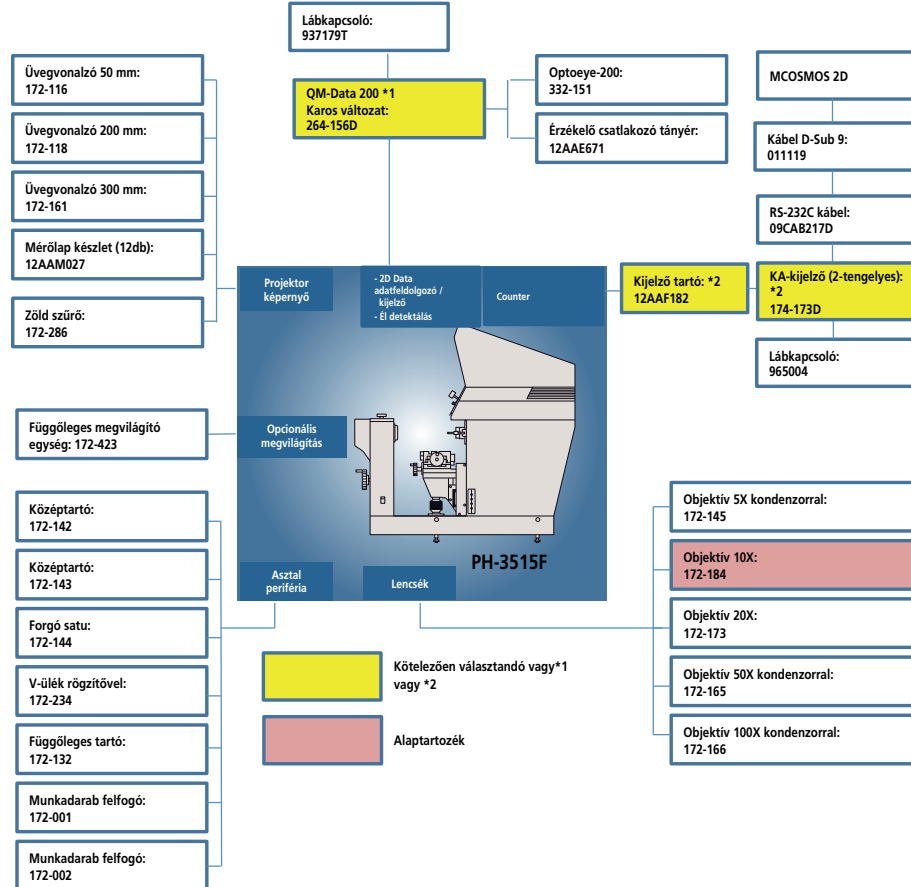 Lábkapcsoló:
937179T
Üvegvonalzó 50 mm:
172-116
Üvegvonalzó 200 mm:
172-118
Üvegvonalzó 300 mm:
172-161
Mérőlap készlet (12db):
12AAM027
Zöld szűrő:
172-286
QM-Data 200 *1
Karos változat:
264-156D
Optoeye-200:
332-151
Érzékelő csatlakozó tányér:
12AAE671
MCOSMOS 2D
Kábel D-Sub 9:
011119
RS-232C kábel:
09CAB217D
Kijelző tartó: *2
12AAF182
KA-kijelző (2-tengelyes):
*2
174-173D
Lábkapcsoló:
965004
Projektor
képernyő
- 2D Data
adatfeldolgozó /
kijelző
- Él detektálás
Counter
Függőleges megvilágító
egység: 172-423
Opcionális
megvilágítás
PH-3515F
Asztal
periféria
Lencsék
Középtartó:
172-142
Középtartó:
172-143
Forgó satu:
172-144
V-ülék rögzítővel:
172-234
Függőleges tartó:
172-132
Munkadarab felfogó:
172-001
Munkadarab felfogó:
172-002
Kötelezően választandó vagy*1
vagy *2
Alaptartozék
Objektív 5X kondenzorral:
172-145
Objektív 10X:
172-184
Objektív 20X:
172-173
Objektív 50X kondenzorral:
172-165
Objektív 100X kondenzorral:
172-166